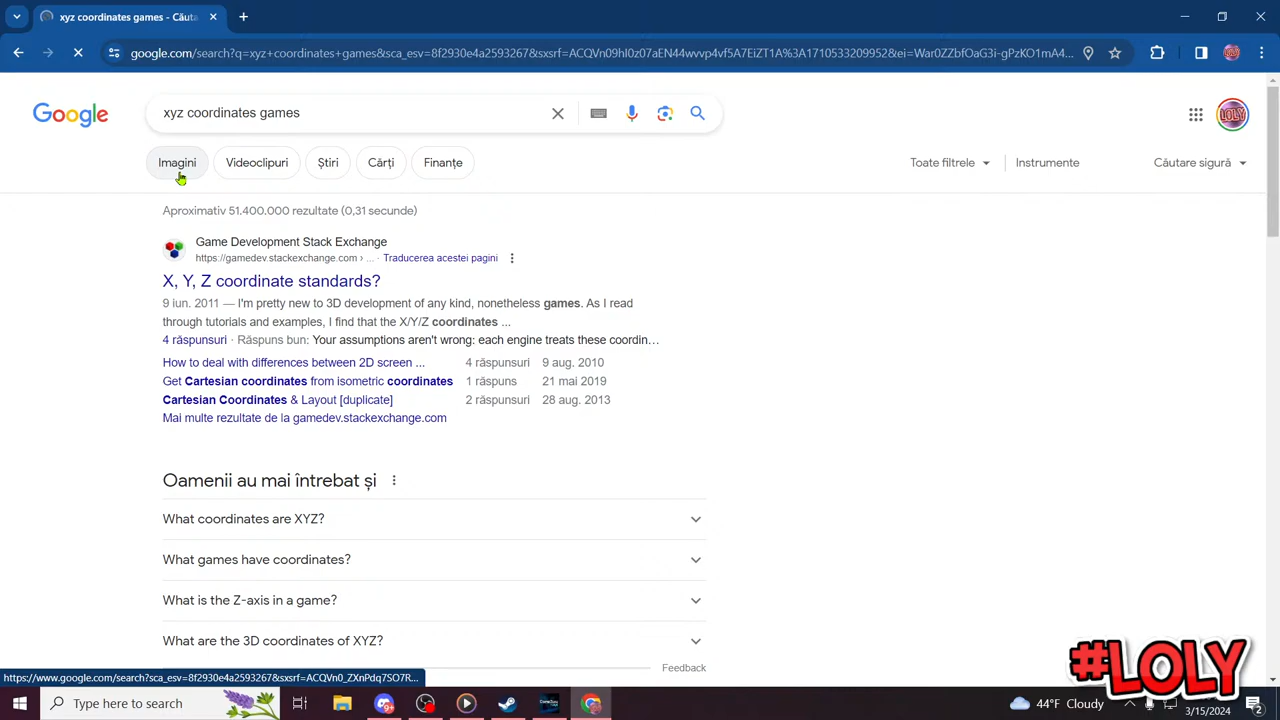 xyz coordinates games - Căuta
google.com/search?q=xyz+coordinates+games&sca_esv=8f2930e4a2593267&sxsrf=ACQVn09hI0z07aEN44wvvp4vf5A7EiZT1A%3A1710533209952&ei=War0ZZbfOaG3i-gPzKO1mA4...
Google
xyz coordinates games
LOLY
Imagini
Videoclipuri
Știri
Cărți
Finanțe
Toate filtrele
Instrumente
Căutare sigură
Aproximativ 51.400.000 rezultate (0,31 secunde)
Game Development Stack Exchange
https://gamedev.stackexchange.com › ... · Traducerea acestei pagini
X, Y, Z coordinate standards?
9 iun. 2011 — I'm pretty new to 3D development of any kind, nonetheless games. As I read
through tutorials and examples, I find that the X/Y/Z coordinates ...
4 răspunsuri · Răspuns bun: Your assumptions aren't wrong: each engine treats these coordin…
How to deal with differences between 2D screen ... 4 răspunsuri 9 aug. 2010
Get Cartesian coordinates from isometric coordinates 1 răspuns 21 mai 2019
Cartesian Coordinates & Layout [duplicate] 2 răspunsuri 28 aug. 2013
Mai multe rezultate de la gamedev.stackexchange.com
Oamenii au mai întrebat și
What coordinates are XYZ?
What games have coordinates?
What is the Z-axis in a game?
What are the 3D coordinates of XYZ?
Feedback
#LOLY
https://www.google.com/search?sca_esv=8f2930e4a2593267&sxsrf=ACQVn0_ZXnPdq7SO7R...
Type here to search
44°F Cloudy
3/15/2024
2